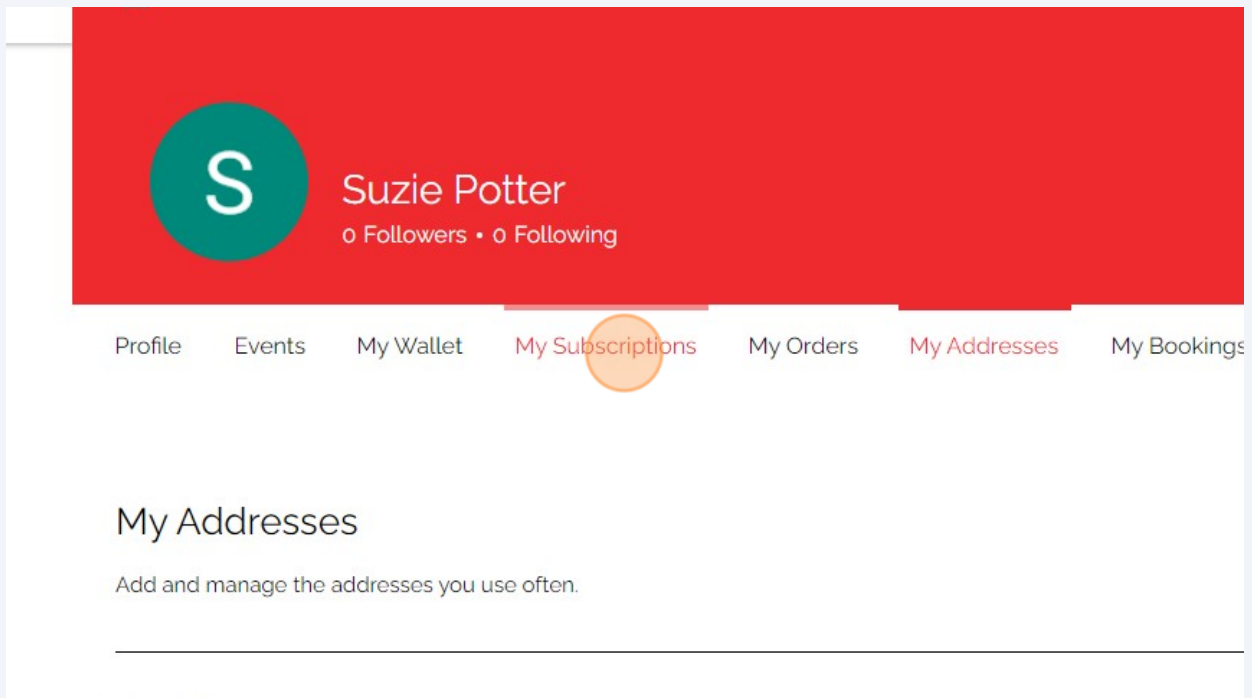 S
Suzie Potter
0 Followers • 0 Following
Profile Events My Wallet My Subscriptions My Orders My Addresses My Bookings
My Addresses
Add and manage the addresses you use often.